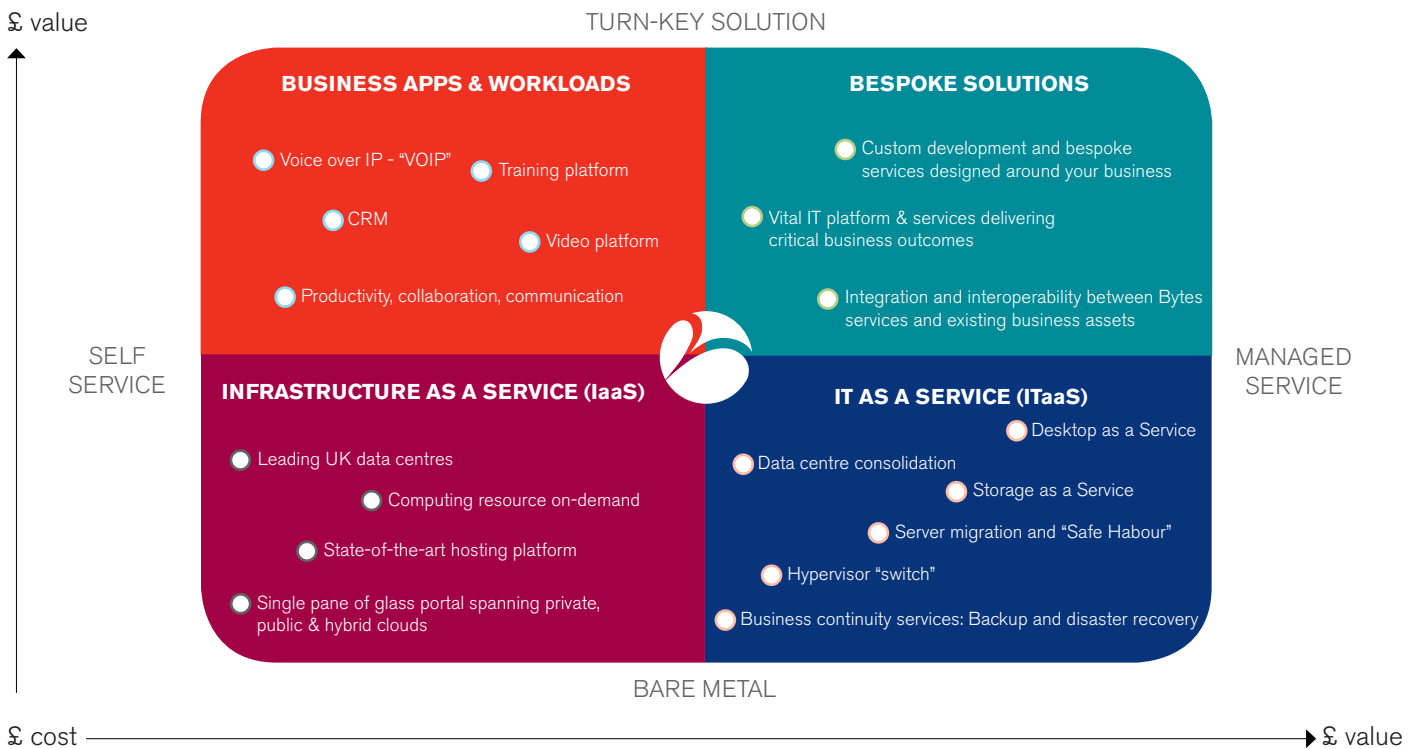 £ value
TURN-KEY SOLUTION
BUSINESS APPS & WORKLOADS
Voice over IP - “VOIP”
Training platform
CRM
Video platform
Productivity, collaboration, communication
BESPOKE SOLUTIONS
Custom development and bespoke
services designed around your business
Vital IT platform & services delivering
critical business outcomes
Integration and interoperability between Bytes
services and existing business assets
SELF
SERVICE
MANAGED
SERVICE
INFRASTRUCTURE AS A SERVICE (IaaS)
Leading UK data centres
Computing resource on-demand
State-of-the-art hosting platform
Single pane of glass portal spanning private,
public & hybrid clouds
IT AS A SERVICE (ITaaS)
Desktop as a Service
Data centre consolidation
Storage as a Service
Server migration and “Safe Habour”
Hypervisor “switch”
Business continuity services: Backup and disaster recovery
BARE METAL
£ cost
£ value